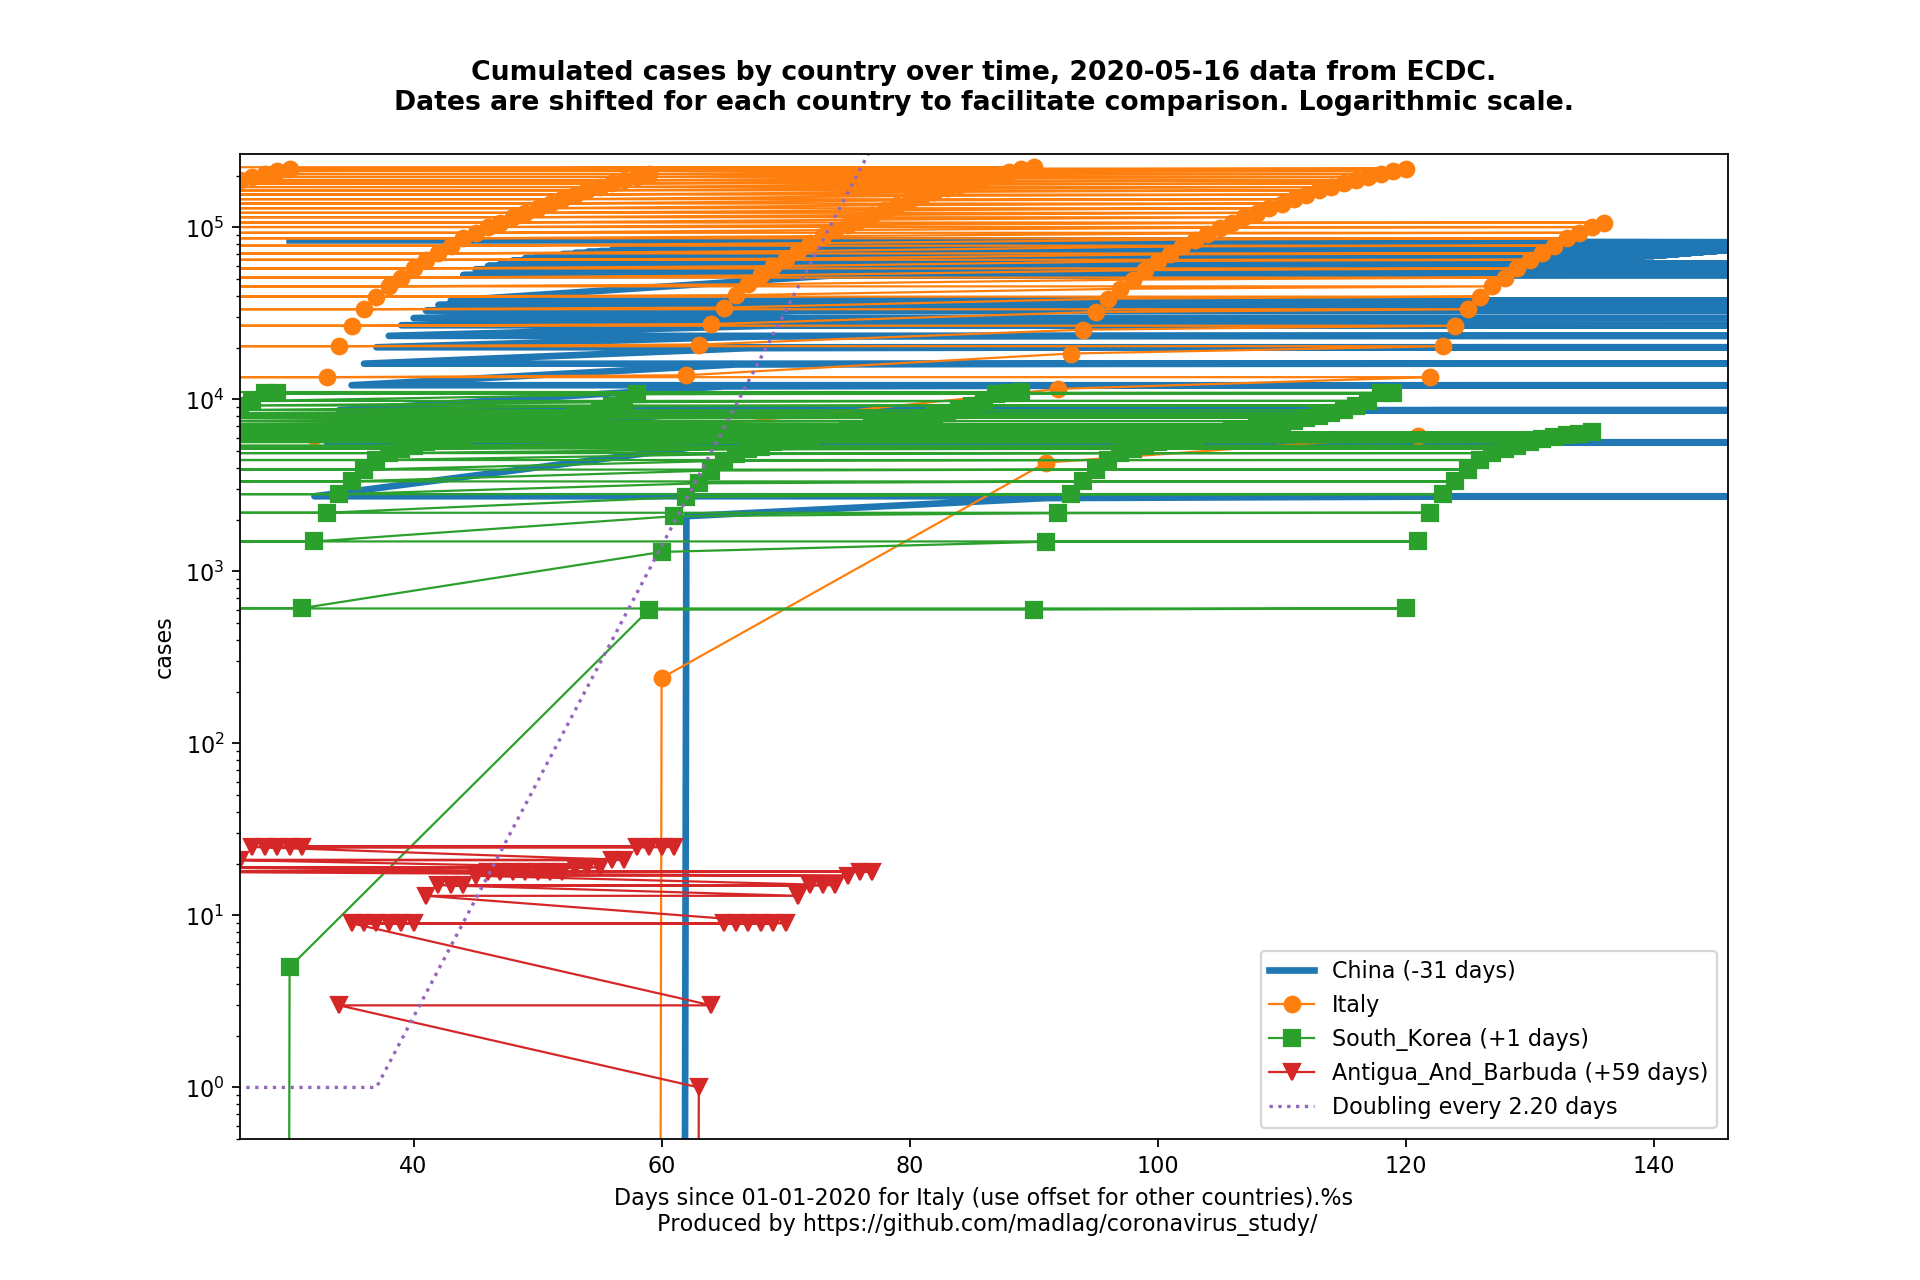 Cumulated cases by country over time, 2020-05-16 data from ECDC.
Dates are shifted for each country to facilitate comparison. Logarithmic scale.
10^5
10^4
10^3
10^2
10^1
10^0
cases
China (-31 days)
Italy
South_Korea (+1 days)
Antigua_And_Barbuda (+59 days)
Doubling every 2.20 days
40 60 80 100 120 140
Days since 01-01-2020 for Italy (use offset for other countries).%s
Produced by https://github.com/madlag/coronavirus_study/